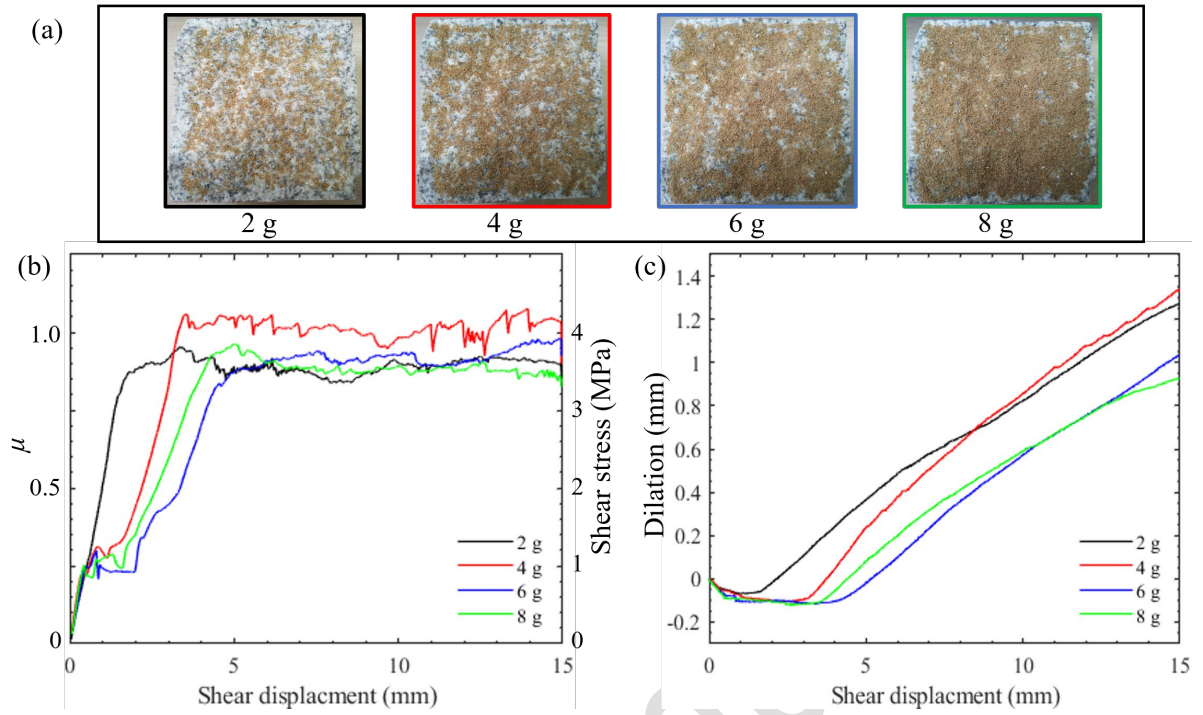 (a)
2 g
4 g
6 g
8 g
(b)
1.0
0.5
0
μ
4
3
2
1
0
Shear stress (MPa)
2 g
4 g
6 g
8 g
0
5
10
15
Shear displacment (mm)
(c)
1.4
1.2
1.0
0.8
0.6
0.4
0.2
0
-0.2
Dilation (mm)
2 g
4 g
6 g
8 g
0
5
10
15
Shear displacment (mm)